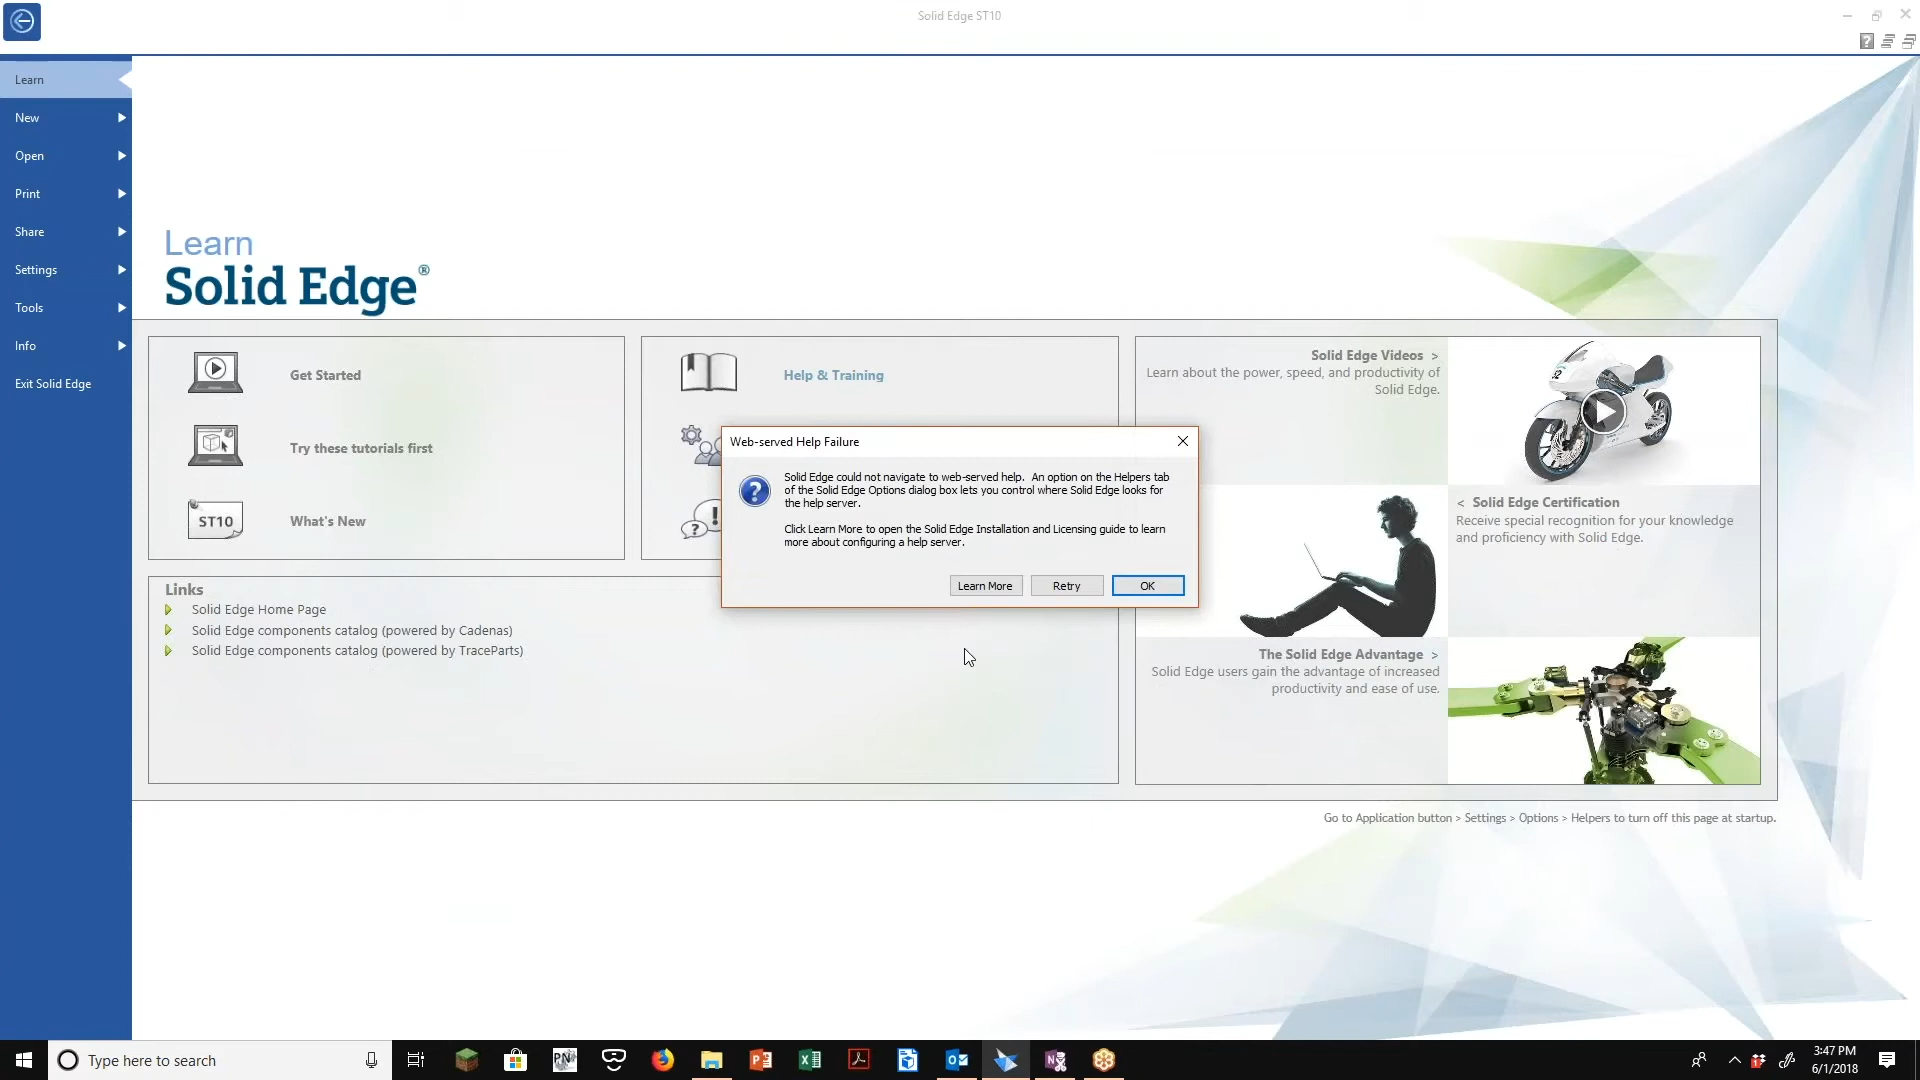 Solid Edge ST10
Learn
New
Open
Print
Share
Settings
Tools
Info
Exit Solid Edge
Learn
Solid Edge®
Get Started
Try these tutorials first
ST10
What's New
Help & Training
Links
Solid Edge Home Page
Solid Edge components catalog (powered by Cadenas)
Solid Edge components catalog (powered by TraceParts)
Web-served Help Failure
Solid Edge could not navigate to web-served help. An option on the Helpers tab
of the Solid Edge Options dialog box lets you control where Solid Edge looks for
the help server.
Click Learn More to open the Solid Edge Installation and Licensing guide to learn
more about configuring a help server.
Learn More
Retry
OK
Solid Edge Videos >
Learn about the power, speed, and productivity of
Solid Edge.
< Solid Edge Certification
Receive special recognition for your knowledge
and proficiency with Solid Edge.
The Solid Edge Advantage >
Solid Edge users gain the advantage of increased
productivity and ease of use.
Go to Application button > Settings > Options > Helpers to turn off this page at startup.
Type here to search
3:47 PM
6/1/2018